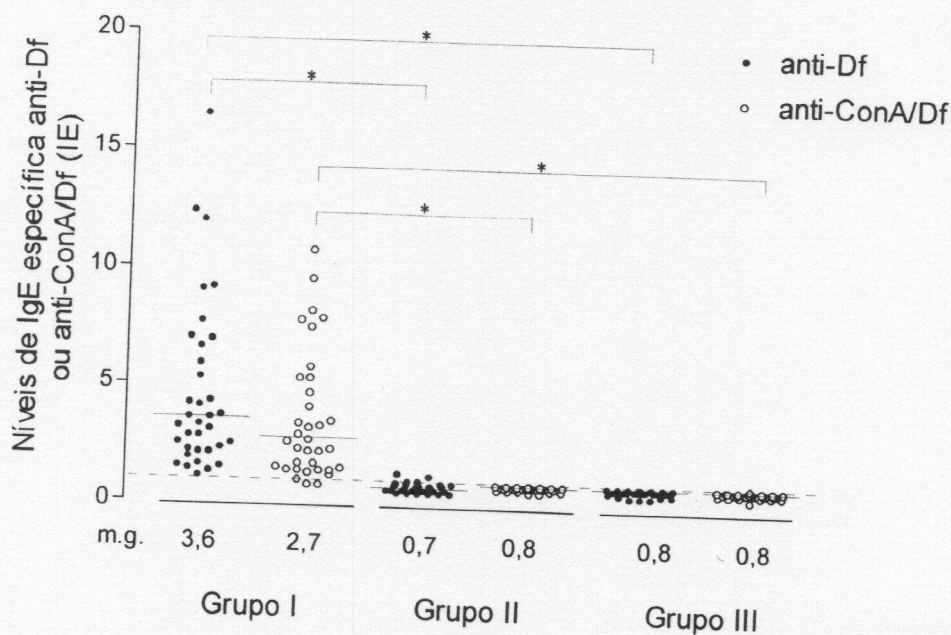 Níveis de IgE específica anti-Df
ou anti-ConA/Df (IE)
20
15
10
5
0
*
*
*
*
anti-Df
anti-ConA/Df
m.g. 3,6 2,7 0,7 0,8 0,8 0,8
Grupo I Grupo II Grupo III